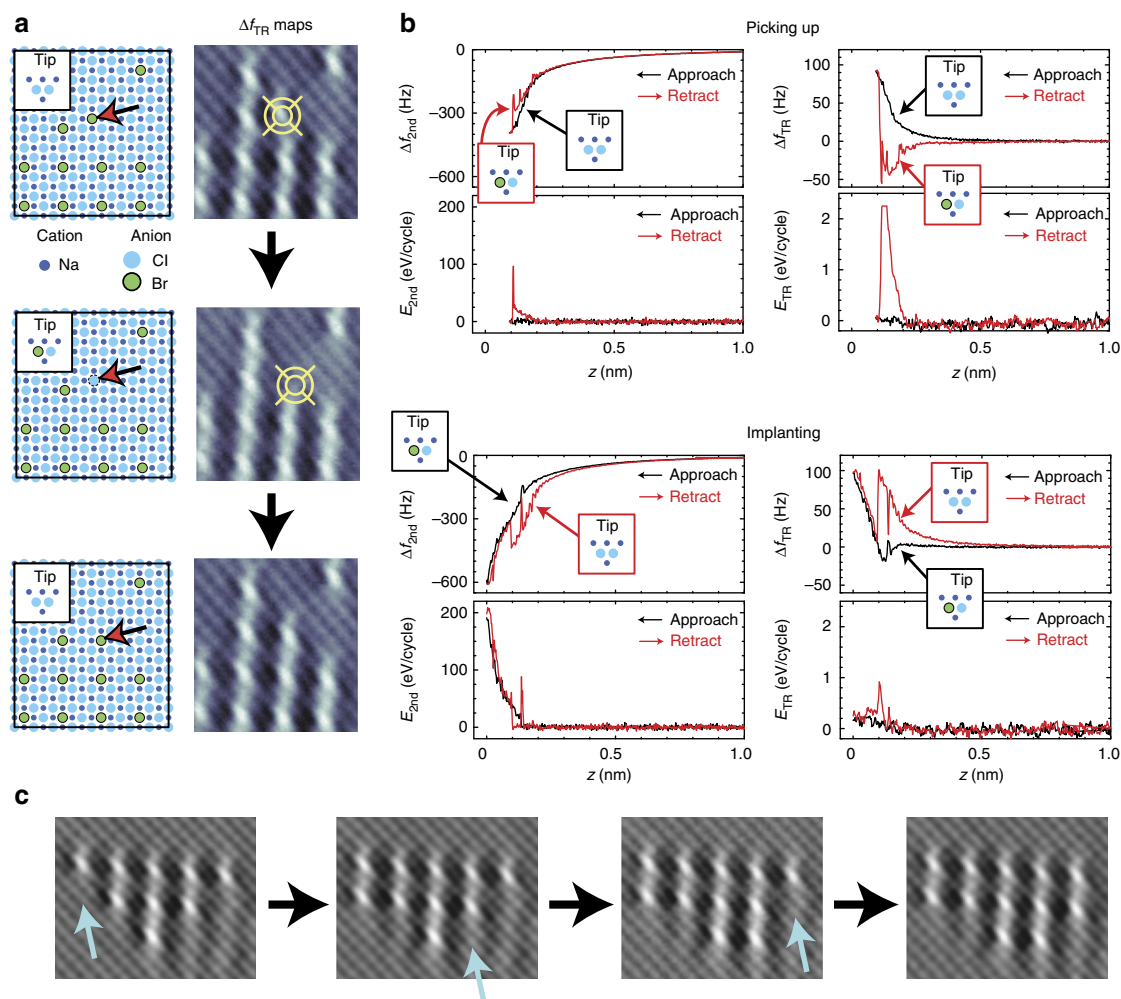 a
Δf_TR maps
Tip
Cation
Anion
Na
Cl
Br
Tip
Tip
b
Picking up
0
−300
−600
Δf_2nd (Hz)
Approach
Retract
Tip
Tip
200
100
0
E_2nd (eV/cycle)
Approach
Retract
0
0.5
1.0
z (nm)
100
50
0
−50
Δf_TR (Hz)
Tip
Approach
Retract
Tip
2
1
0
E_TR (eV/cycle)
Approach
Retract
0
0.5
1.0
z (nm)
Implanting
Tip
0
−300
−600
Δf_2nd (Hz)
Approach
Retract
Tip
200
100
0
E_2nd (eV/cycle)
Approach
Retract
0
0.5
1.0
z (nm)
100
50
0
−50
Δf_TR (Hz)
Tip
Approach
Retract
Tip
2
1
0
E_TR (eV/cycle)
Approach
Retract
0
0.5
1.0
z (nm)
c